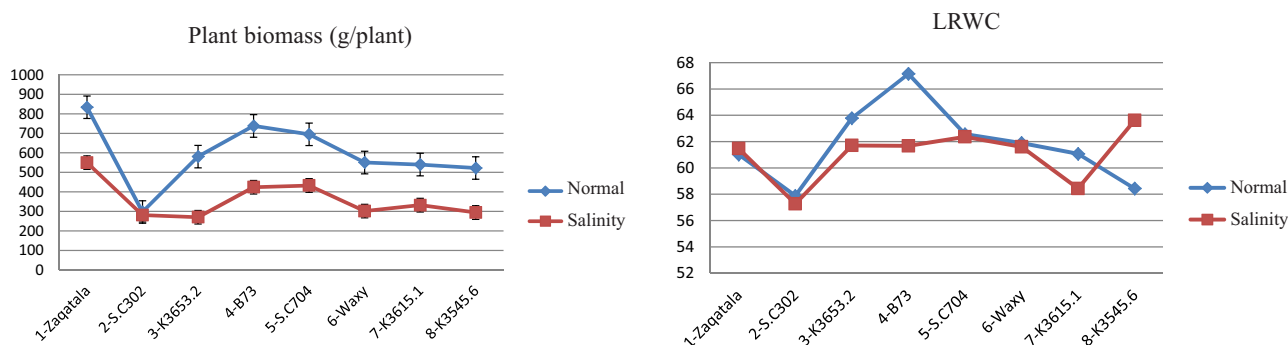 Plant biomass (g/plant)
1000
900
800
700
600
500
400
300
200
100
0
1-Zaqatala
2-S.C302
3-K3653.2
4-B73
5-S.C704
6-Waxy
7-K3615.1
8-K3545.6
Normal
Salinity
LRWC
68
66
64
62
60
58
56
54
52
1-Zaqatala
2-S.C302
3-K3653.2
4-B73
5-S.C704
6-Waxy
7-K3615.1
8-K3545.6
Normal
Salinity